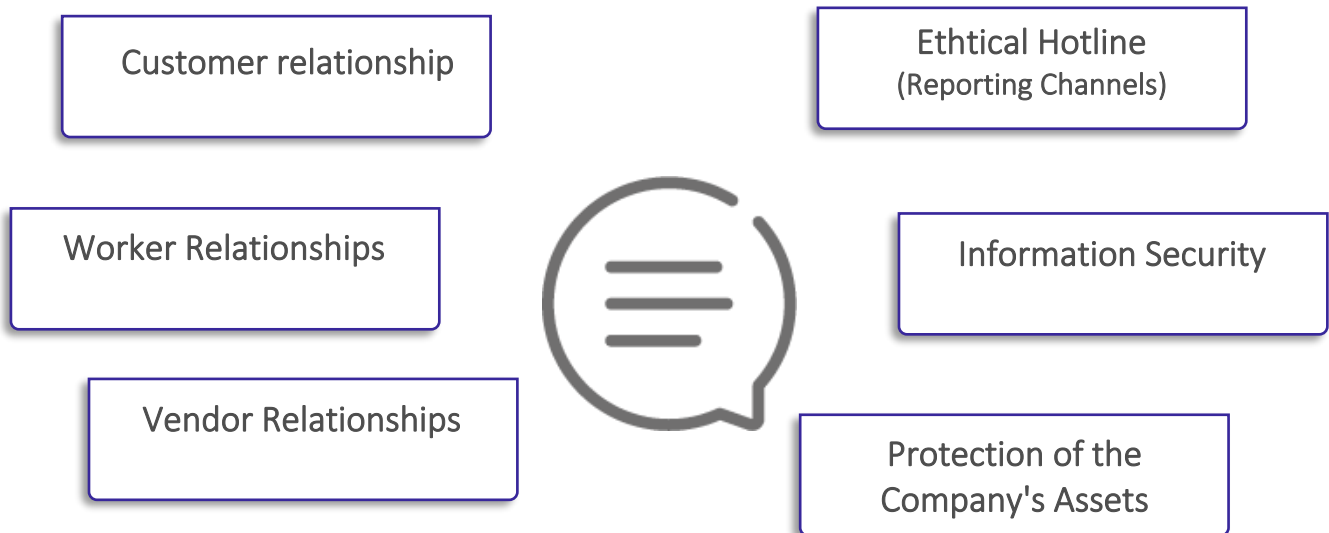 Customer relationship
Worker Relationships
Vendor Relationships
Ethtical Hotline
(Reporting Channels)
Information Security
Protection of the
Company's Assets